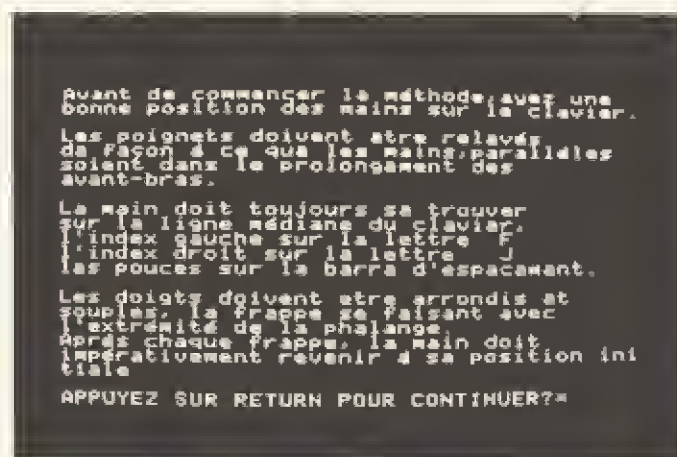 Avant de commencer la méthode,ayez une
bonne position des mains sur le clavier.
Les poignets doivent etre relevés
de façon à ce que les mains,parallèles
soient dans le prolongement des
avant-bras.
La main doit toujours se trouver
sur la ligne médiane du clavier.
l'index gauche sur la lettre F
l'index droit sur la lettre J
les pouces sur la barre d'espacement.
Les doigts doivent etre arrondis et
souples, la frappe se faisant avec
l'extrémité de la phalange.
Après chaque frappe, la main doit
impérativement revenir à sa position ini
tiale
APPUYEZ SUR RETURN POUR CONTINUER?